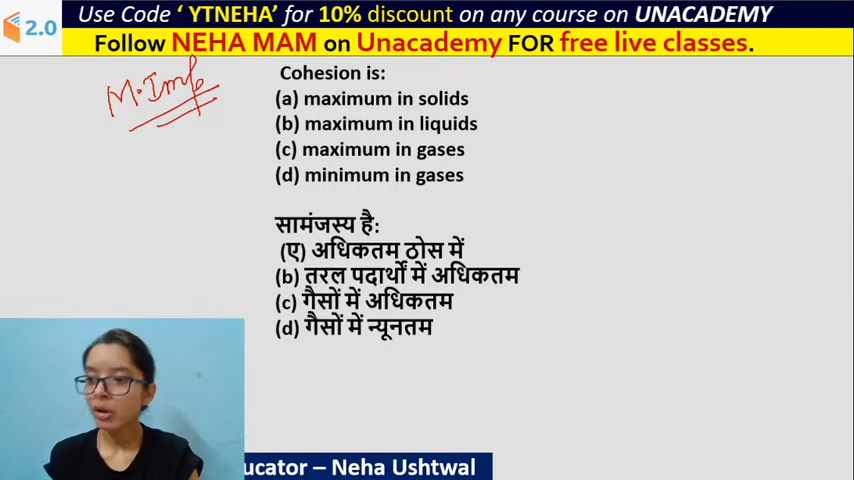 Use Code ‘ YTNEHA’ for 10% discount on any course on UNACADEMY
2.0
Follow NEHA MAM on Unacademy FOR free live classes.
M.Imp
Cohesion is:
(a) maximum in solids
(b) maximum in liquids
(c) maximum in gases
(d) minimum in gases
सामंजस्य है:
(ए) अधिकतम ठोस में
(b) तरल पदार्थों में अधिकतम
(c) गैसों में अधिकतम
(d) गैसों में न्यूनतम
ucator – Neha Ushtwal